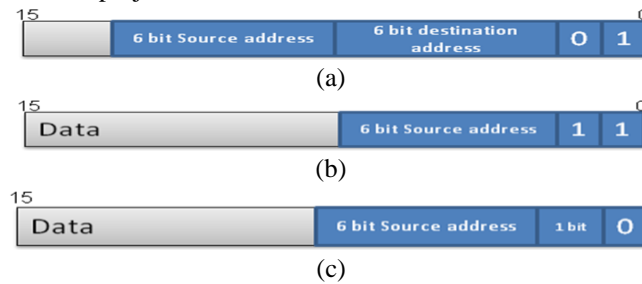 15
6 bit Source address 6 bit destination address 0 1
(a)
15 0
Data 6 bit Source address 1 1
(b)
15
Data 6 bit Source address 1 bit 0
(c)